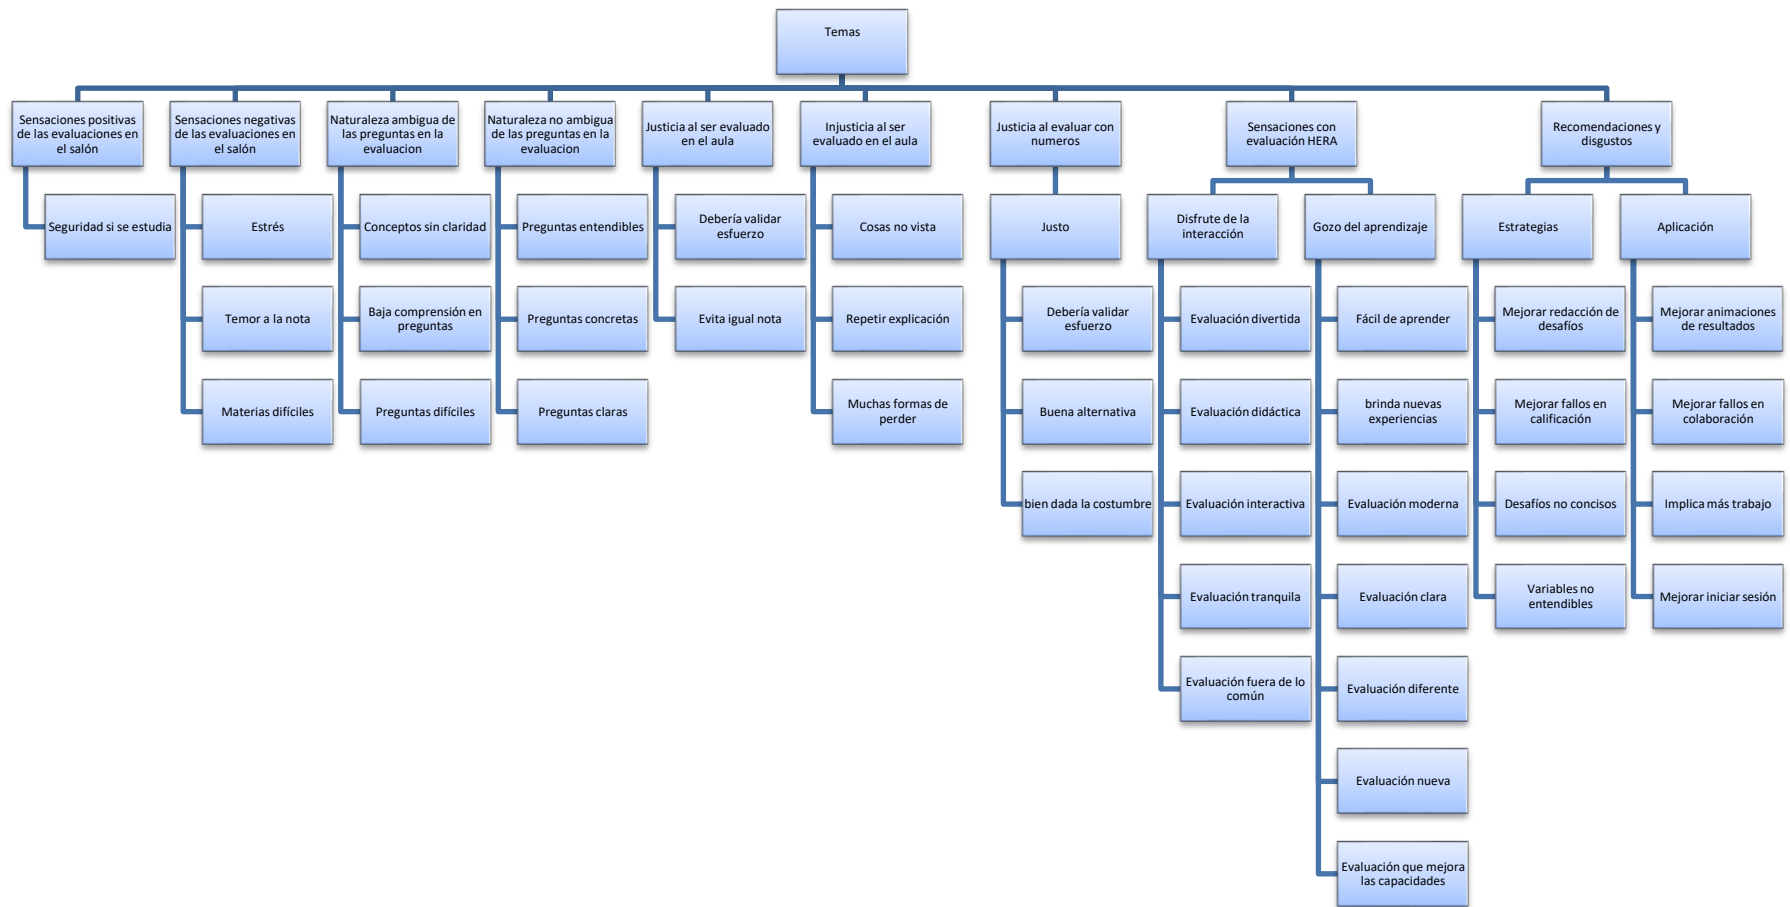 Temas
Sensaciones positivas
de las evaluaciones en
el salón
Seguridad si se estudia
Sensaciones negativas
de las evaluaciones en
el salón
Estrés
Temor a la nota
Materias difíciles
Naturaleza ambigua de
las preguntas en la
evaluacion
Conceptos sin claridad
Baja comprensión en
preguntas
Preguntas difíciles
Naturaleza no ambigua
de las preguntas en la
evaluacion
Preguntas entendibles
Preguntas concretas
Preguntas claras
Justicia al ser evaluado
en el aula
Debería validar
esfuerzo
Evita igual nota
Injusticia al ser
evaluado en el aula
Cosas no vista
Repetir explicación
Muchas formas de
perder
Justicia al evaluar con
numeros
Justo
Debería validar
esfuerzo
Buena alternativa
bien dada la costumbre
Sensaciones con
evaluación HERA
Disfrute de la
interacción
Evaluación divertida
Evaluación didáctica
Evaluación interactiva
Evaluación tranquila
Evaluación fuera de lo
común
Gozo del aprendizaje
Fácil de aprender
brinda nuevas
experiencias
Evaluación moderna
Evaluación clara
Evaluación diferente
Evaluación nueva
Evaluación que mejora
las capacidades
Recomendaciones y
disgustos
Estrategias
Mejorar redacción de
desafíos
Mejorar fallos en
calificación
Desafíos no concisos
Variables no
entendibles
Aplicación
Mejorar animaciones
de resultados
Mejorar fallos en
colaboración
Implica más trabajo
Mejorar iniciar sesión